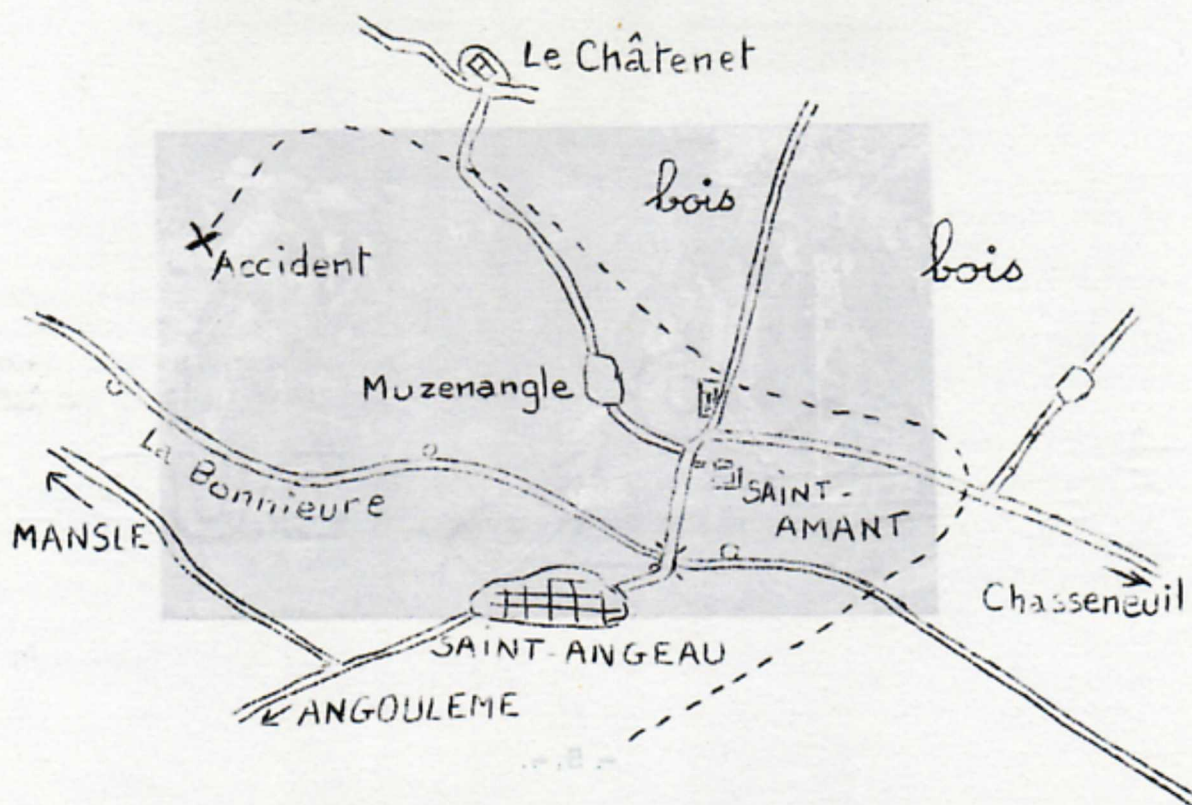 Le Châtenet
bois
bois
Accident
Muzenangle
La Bonnieure
SAINT-
AMANT
MANSLE
Chasseneuil
SAINT-ANGEAU
ANGOULEME